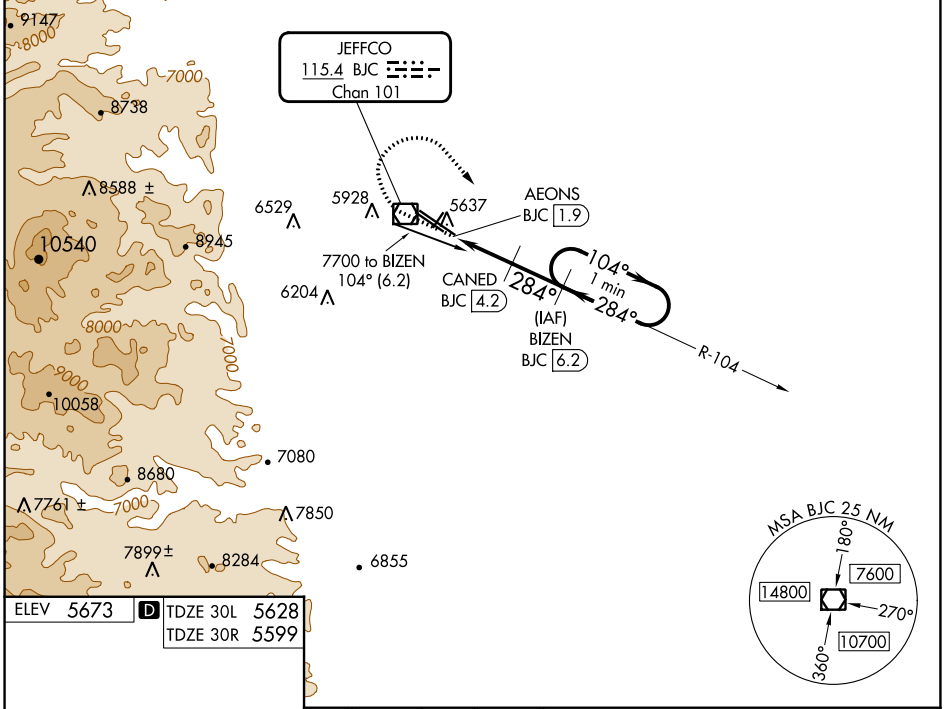 9147
8000
7000
8738
JEFFCO
115.4 BJC
Chan 101
8588 ±
6529
5928
5637
AEONS
BJC 1.9
10540
8945
7700 to BIZEN
104° (6.2)
6204
CANED
BJC 4.2
284°
104°
1 min
284°
(IAF)
BIZEN
BJC 6.2
R-104
8000
7000
9000
10058
7080
8680
7761 ±
7000
7850
7899 ±
8284
6855
MSA BJC 25 NM
180°
7600
14800
270°
10700
360°
ELEV 5673
D TDZE 30L 5628
TDZE 30R 5599